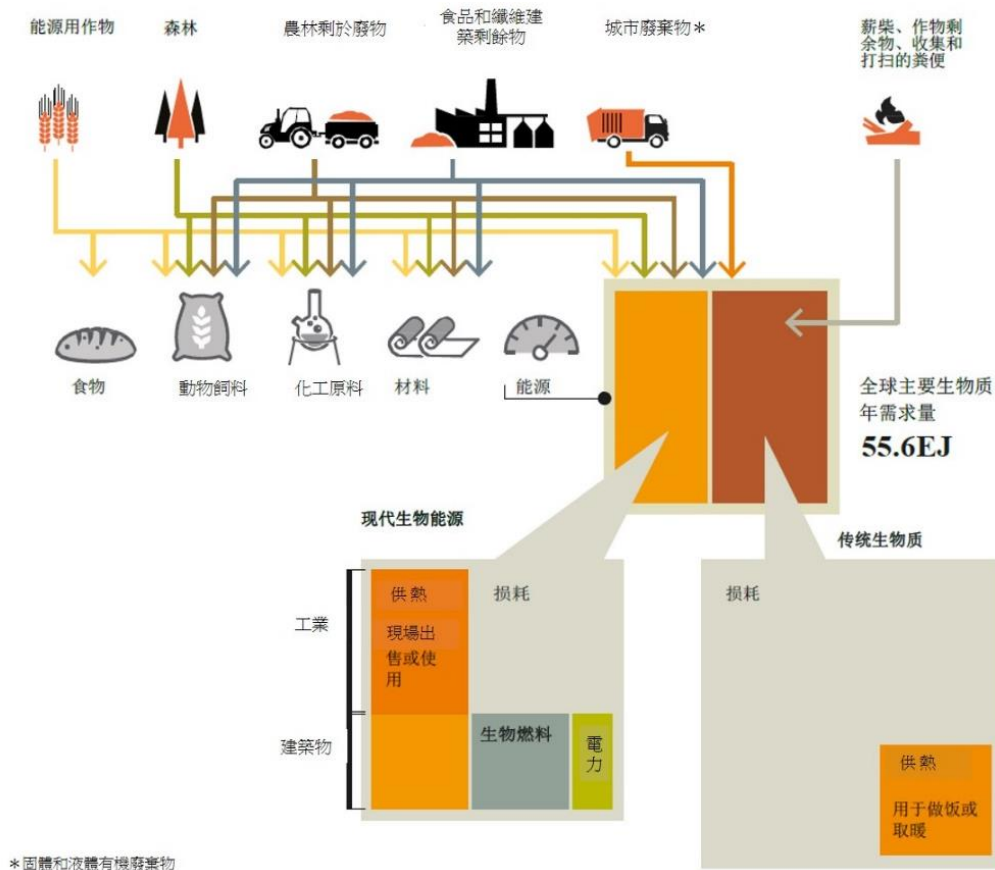 能源用作物
森林
農林剩於廢物
食品和纖維建
築剩餘物
城市廢棄物*
薪柴、作物剩
余物、收集和
打扫的粪便
食物
動物飼料
化工原料
材料
能源
全球主要生物质
年需求量
55.6EJ
现代生物能源
传统生物质
工業
供熱
現場出
售或使
用
损耗
建築物
生物燃料
電
力
损耗
供熱
用于做饭或
取暖
*固體和液體有機廢棄物